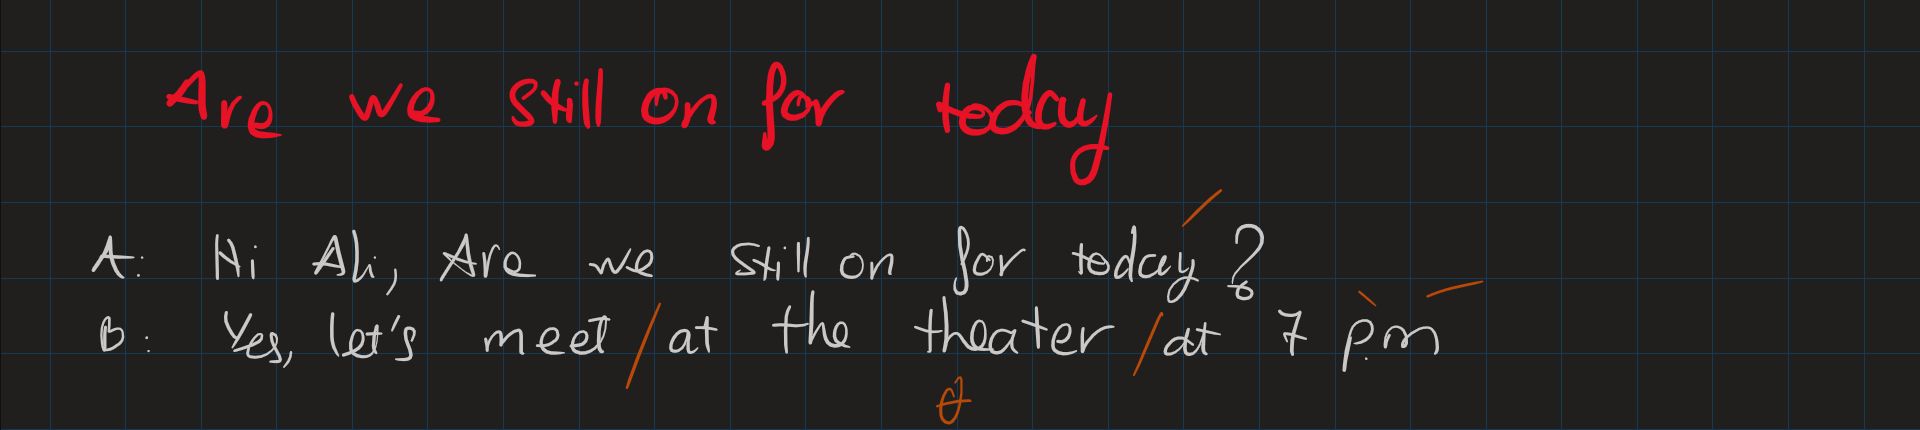 Are we still on for today
A: Hi Ali, Are we still on for today?
B: Yes, let's meet / at the theater / at 7 p.m
θ